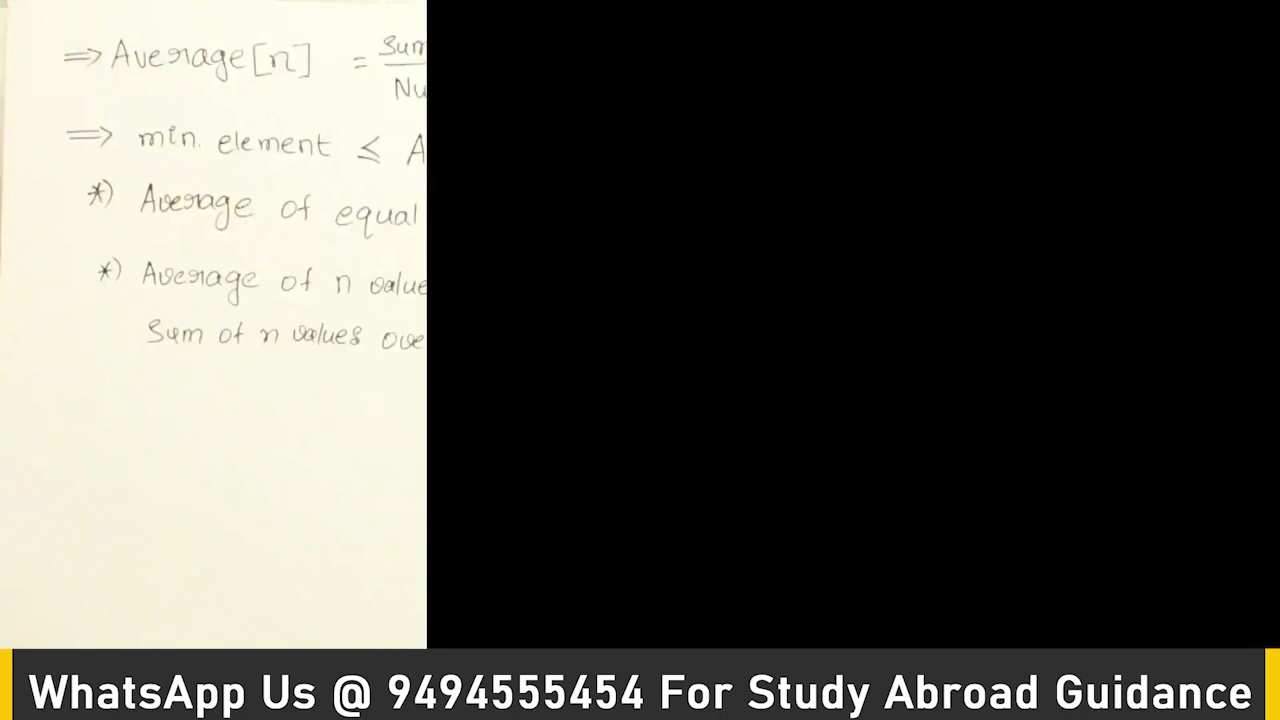 ⇒ Average[n] = Sum
Nu
⇒ min. element ≤ A
*) Average of equal
*) Average of n value
Sum of n values ove
WhatsApp Us @ 9494555454 For Study Abroad Guidance